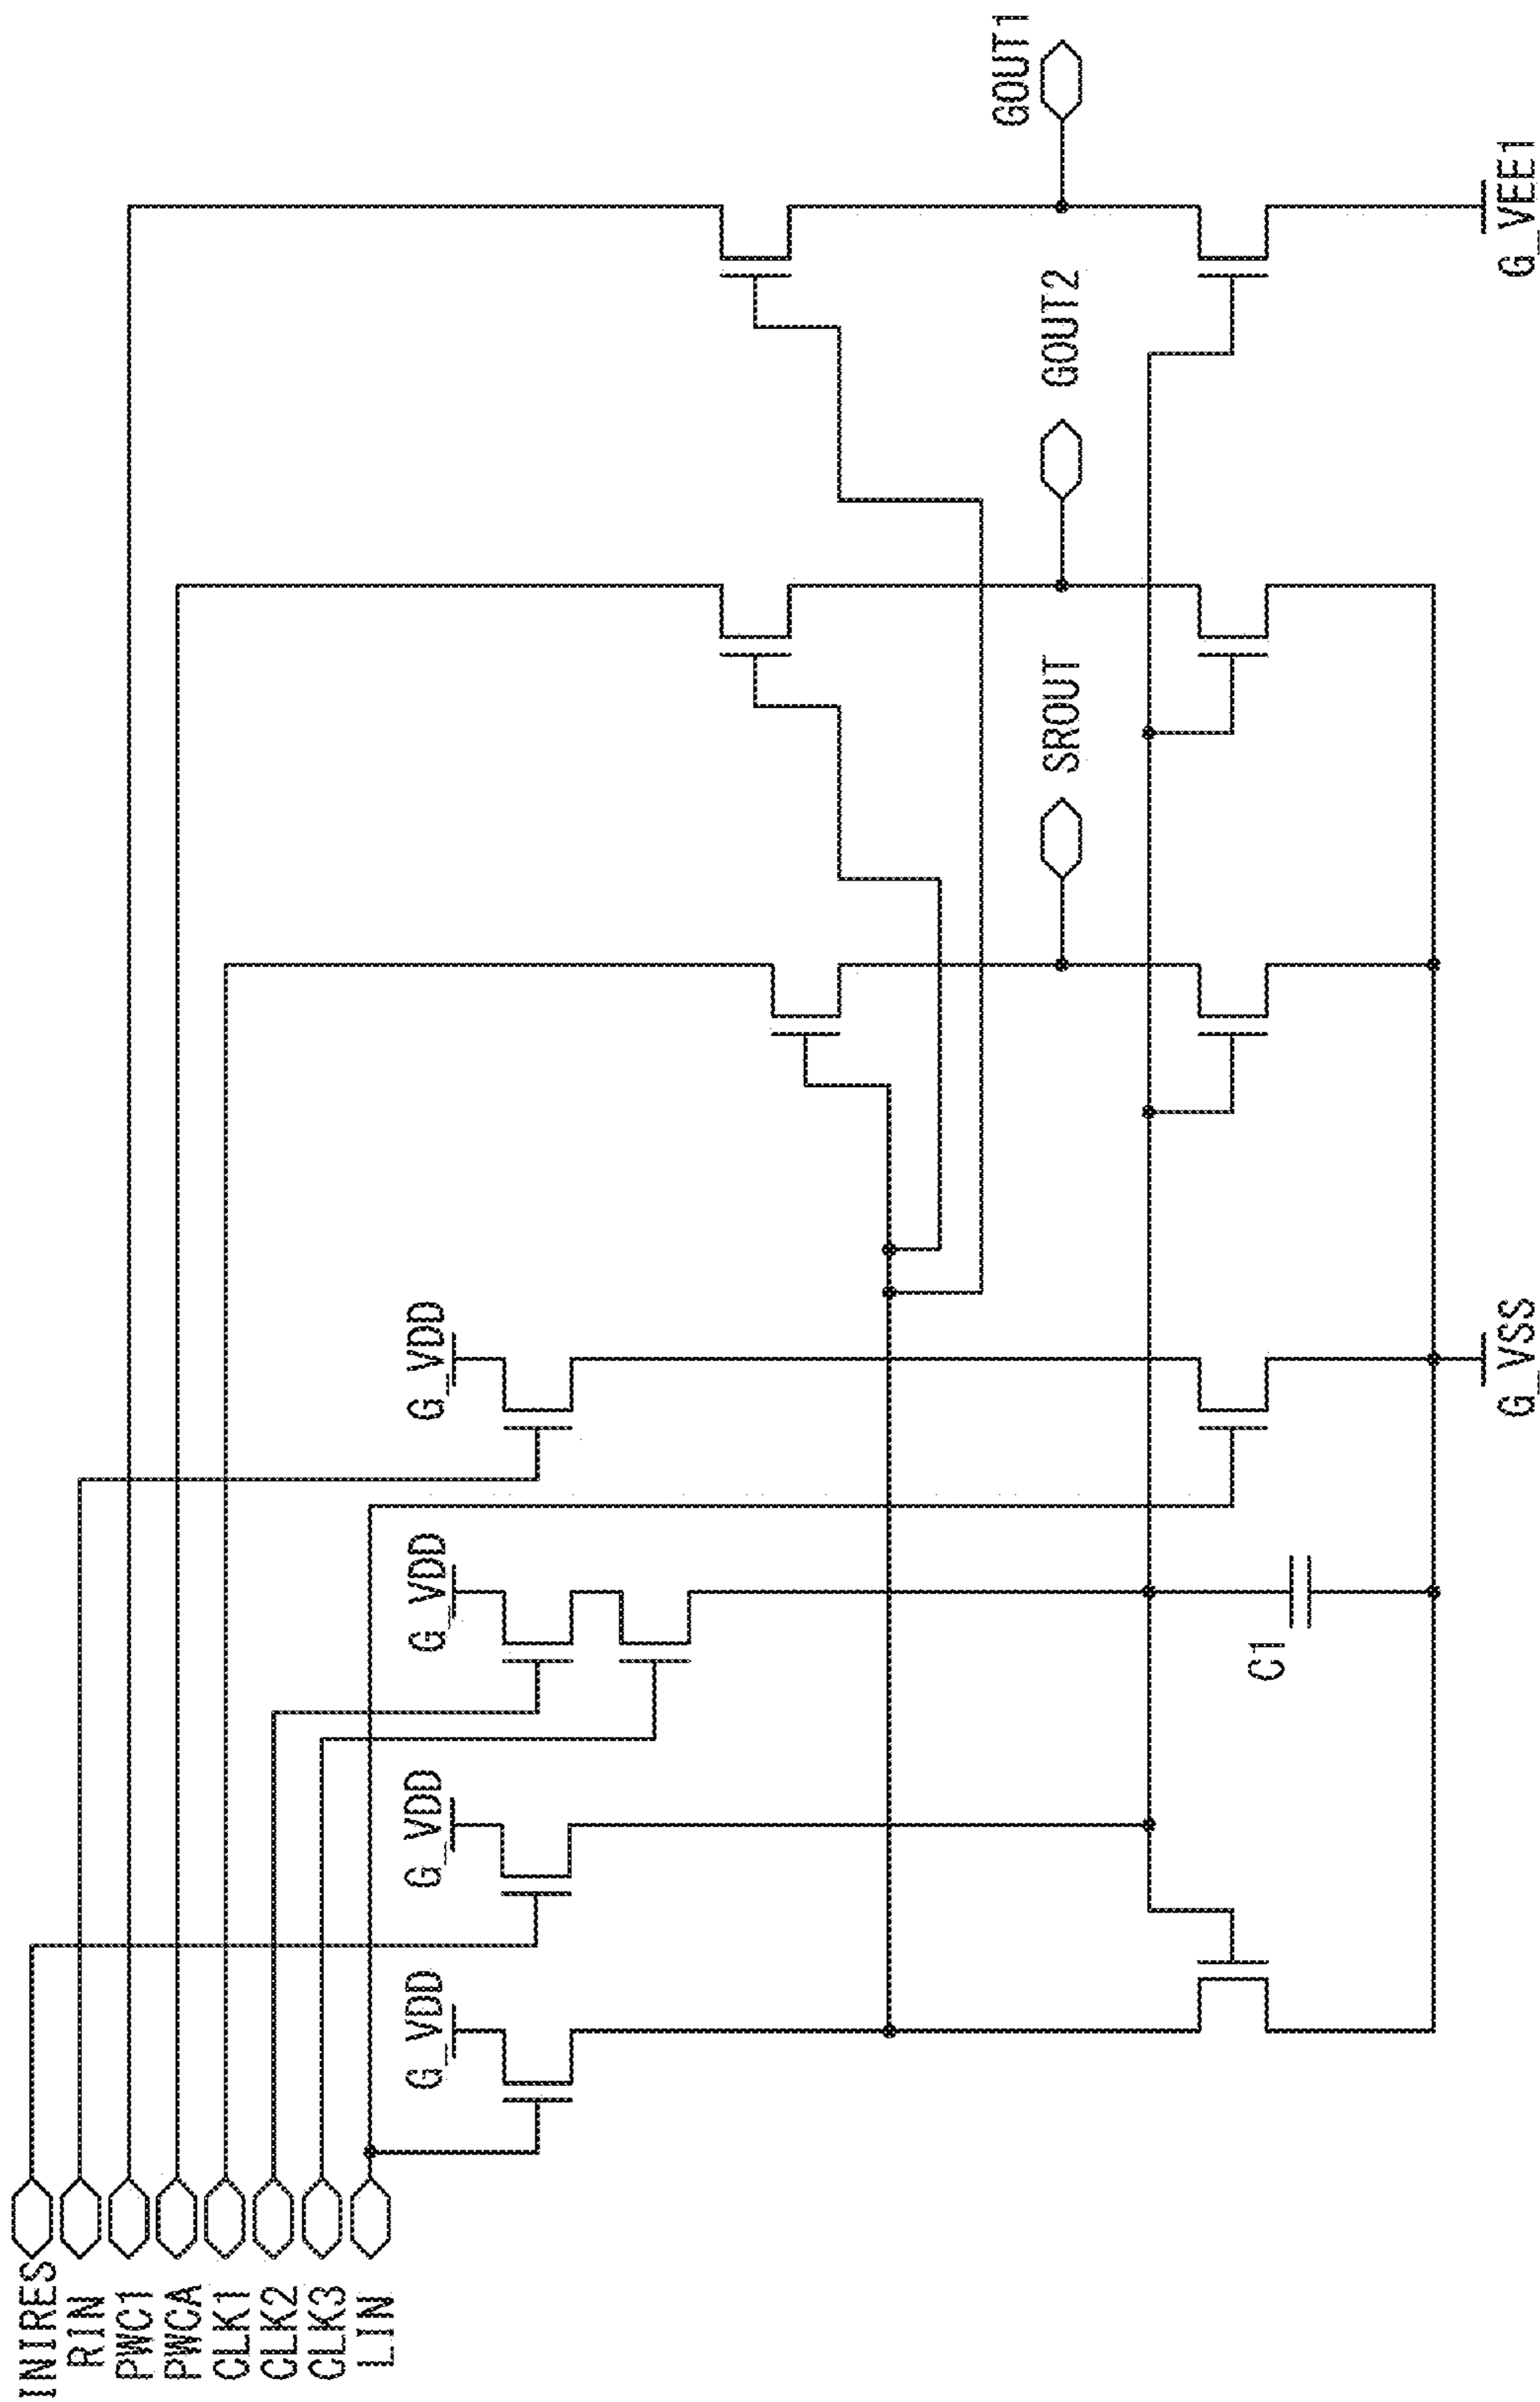 INIRES
RIN
PWC1
PWCA
CLK1
CLK2
CLK3
LIN
G_VDD
G_VDD
G_VDD
G_VDD
GOUT1
SROUT
GOUT2
C1
G_VSS
G_VEE1